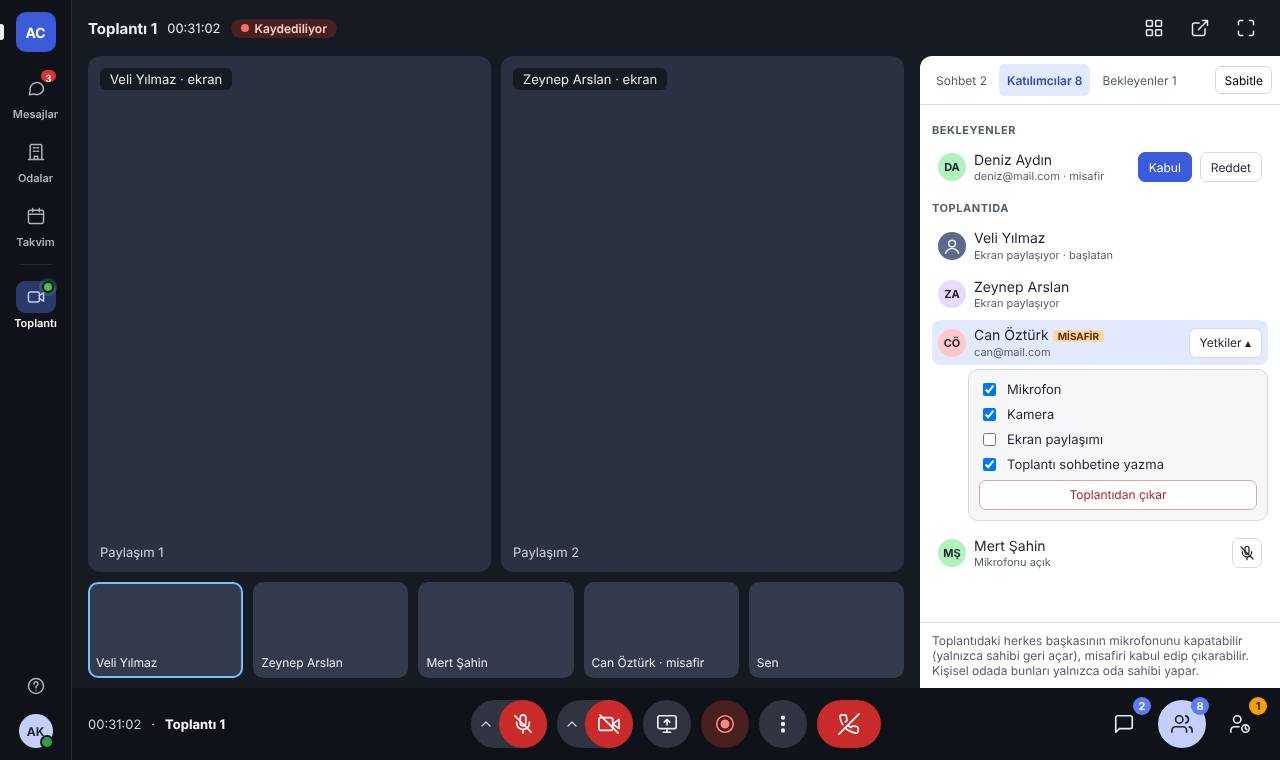 AC
Toplantı 1 00:31:02 Kaydediliyor
3
Mesajlar
Odalar
Takvim
Toplantı
AK
Veli Yılmaz · ekran
Paylaşım 1
Zeynep Arslan · ekran
Paylaşım 2
Veli Yılmaz
Zeynep Arslan
Mert Şahin
Can Öztürk · misafir
Sen
Sohbet 2 Katılımcılar 8 Bekleyenler 1 Sabitle
BEKLEYENLER
DA Deniz Aydın
deniz@mail.com · misafir
Kabul Reddet
TOPLANTIDA
Veli Yılmaz
Ekran paylaşıyor · başlatan
ZA Zeynep Arslan
Ekran paylaşıyor
CÖ Can Öztürk MİSAFİR
can@mail.com
Yetkiler ▴
Mikrofon
Kamera
Ekran paylaşımı
Toplantı sohbetine yazma
Toplantıdan çıkar
MŞ Mert Şahin
Mikrofonu açık
Toplantıdaki herkes başkasının mikrofonunu kapatabilir
(yalnızca sahibi geri açar), misafiri kabul edip çıkarabilir.
Kişisel odada bunları yalnızca oda sahibi yapar.
00:31:02 · Toplantı 1
2 8 1